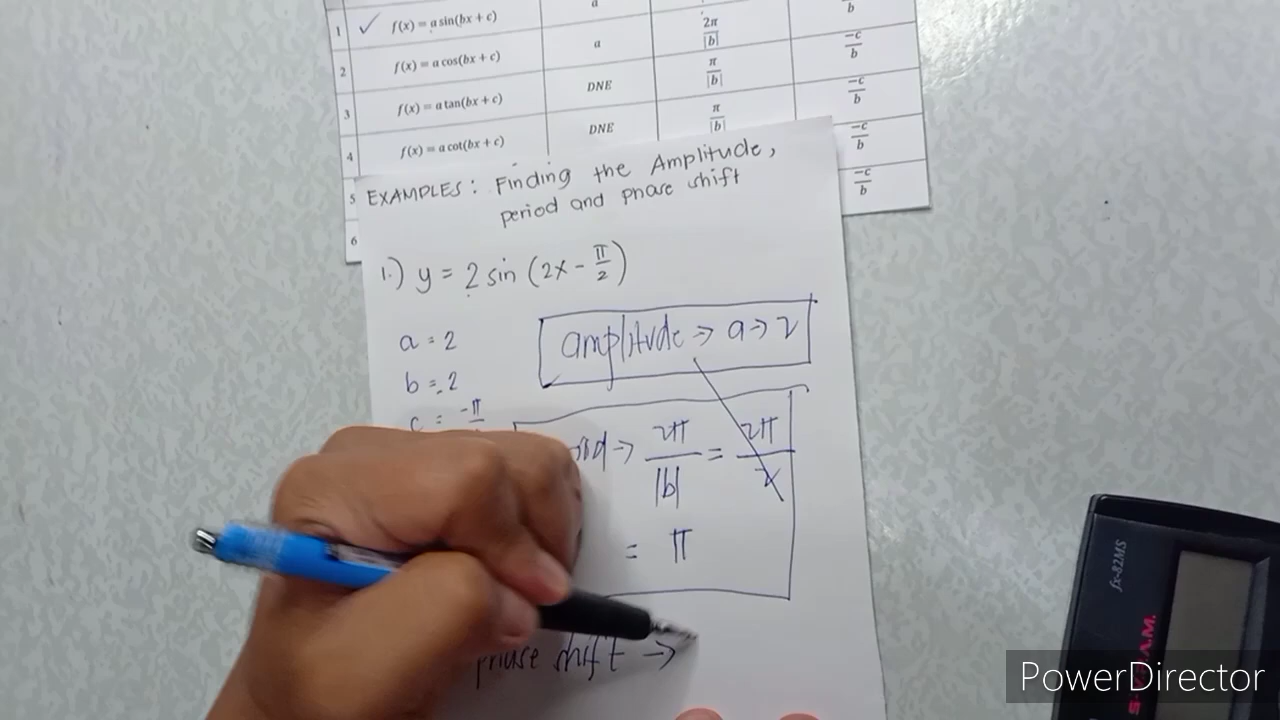 1 ✓ f(x) = a sin(bx + c) a b
2 f(x) = a cos(bx + c) a 2π/|b| -c/b
3 f(x) = a tan(bx + c) DNE π/|b| -c/b
4 f(x) = a cot(bx + c) DNE π/|b| -c/b
5 -c/b
6
EXAMPLES: Finding the Amplitude,
period and phase shift
1.) y = 2 sin (2x - π/2)
a = 2
amplitude → a → 2
b = 2
c = -π
→ 2π/|b| = 2π/2
= π
phase shift →
fx-82MS
S-V.P.A.M.
PowerDirector